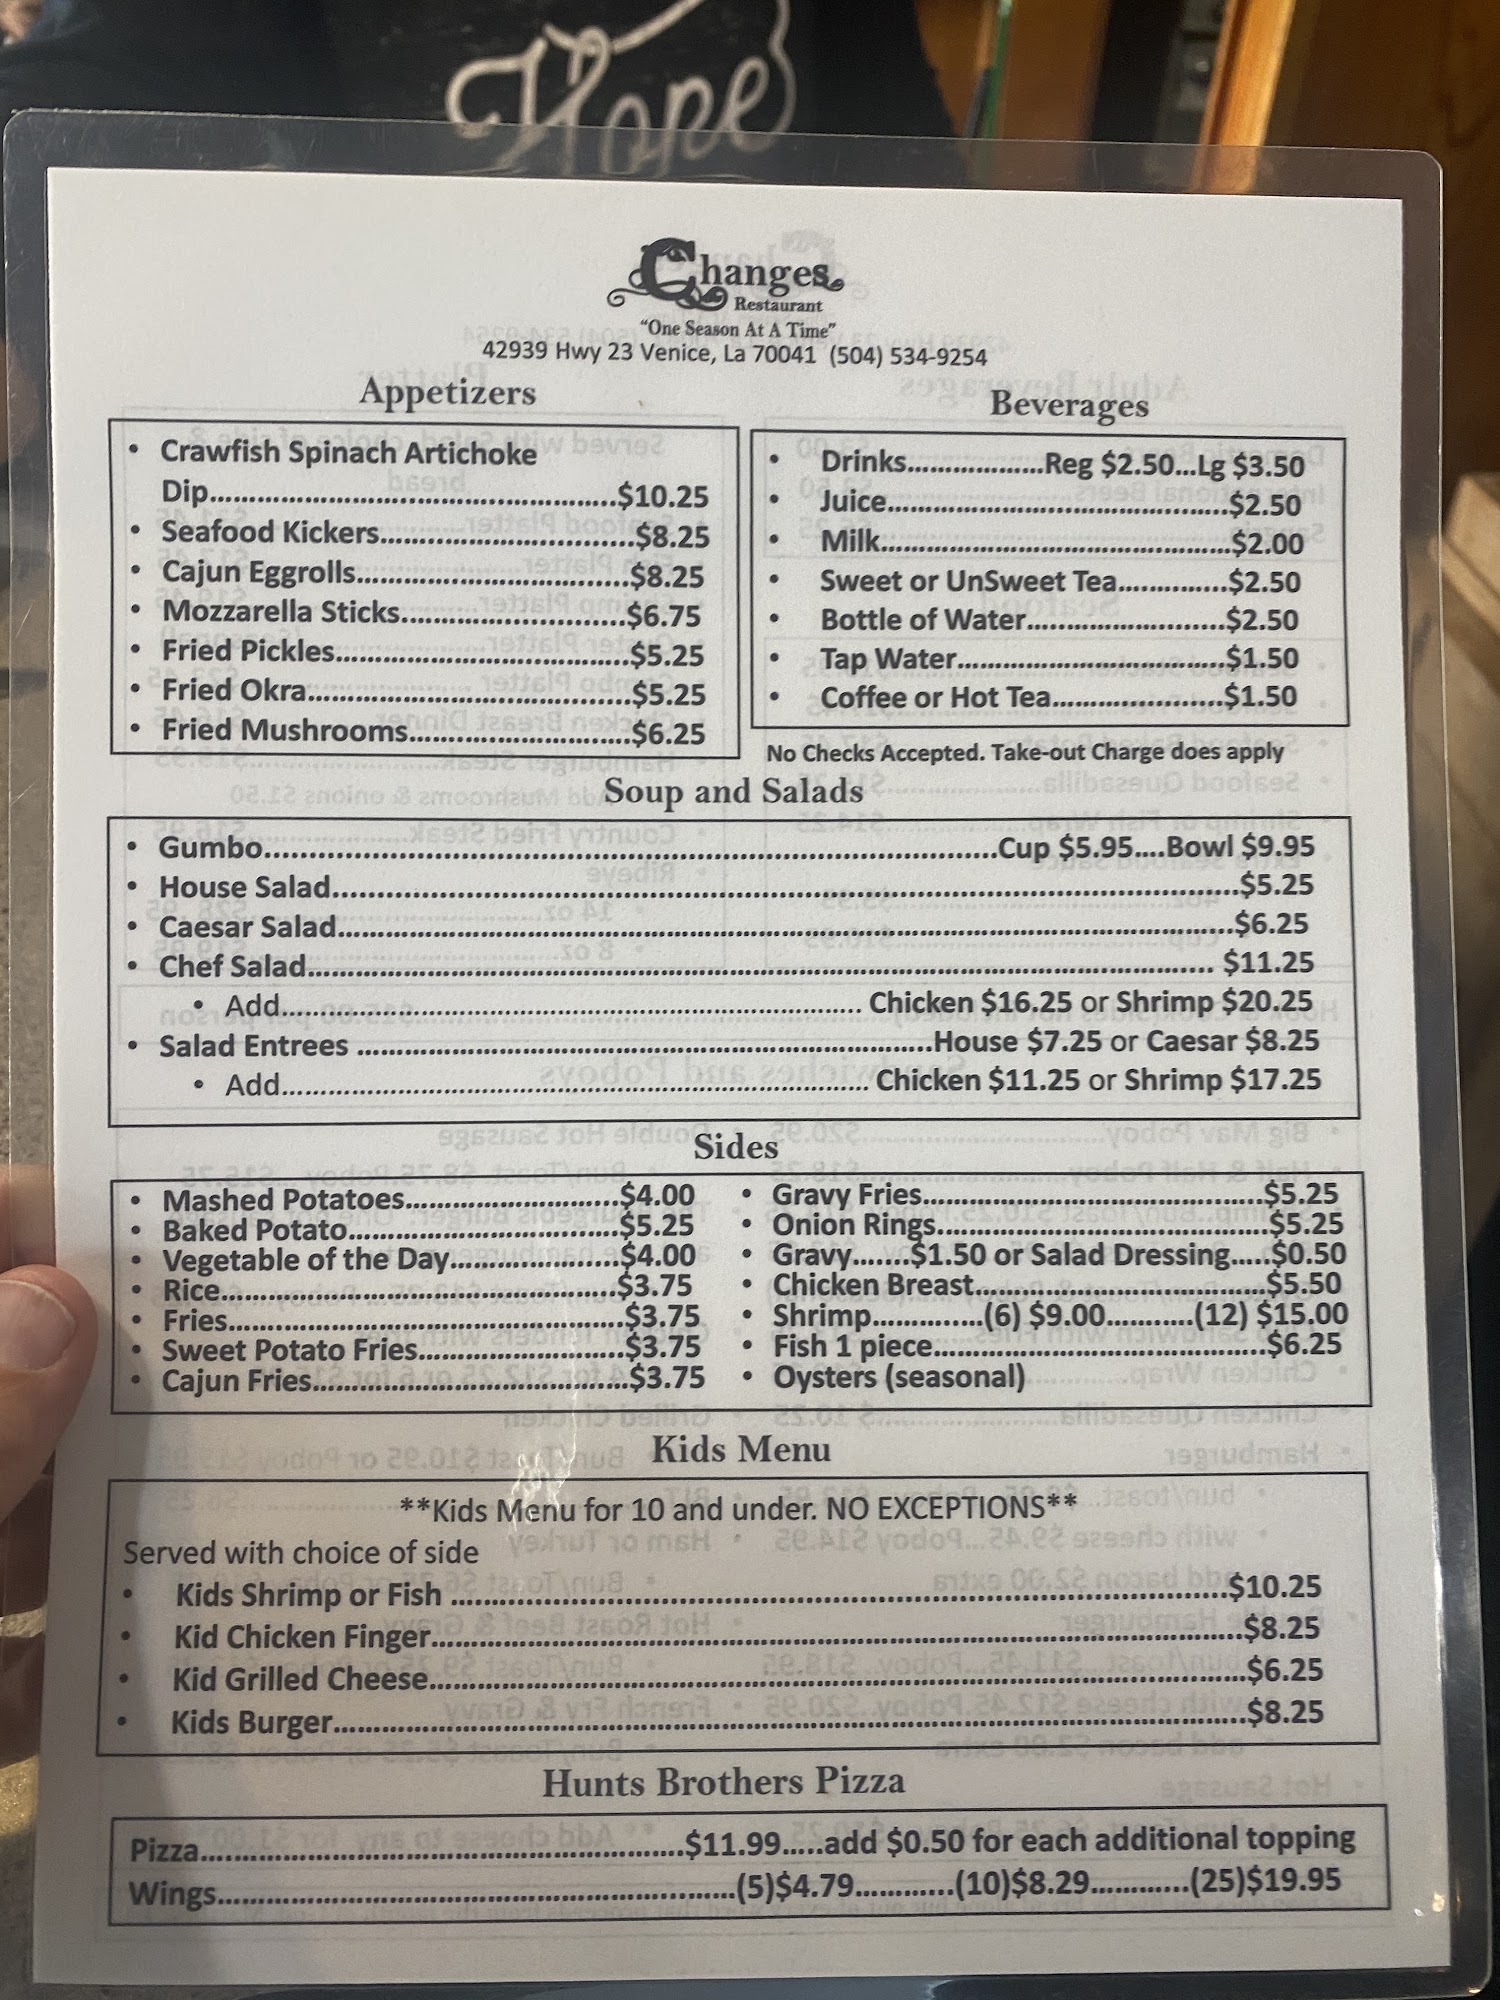 Hope
Changes
Restaurant
"One Season At A Time"
42939 Hwy 23 Venice, La 70041 (504) 534-9254
Appetizers
• Crawfish Spinach Artichoke
Dip..........$10.25
• Seafood Kickers..........$8.25
• Cajun Eggrolls..........$8.25
• Mozzarella Sticks..........$6.75
• Fried Pickles..........$5.25
• Fried Okra..........$5.25
• Fried Mushrooms..........$6.25
Beverages
• Drinks..........Reg $2.50...Lg $3.50
• Juice..........$2.50
• Milk..........$2.00
• Sweet or UnSweet Tea..........$2.50
• Bottle of Water..........$2.50
• Tap Water..........$1.50
• Coffee or Hot Tea..........$1.50
No Checks Accepted. Take-out Charge does apply
Soup and Salads
• Gumbo..........Cup $5.95....Bowl $9.95
• House Salad..........$5.25
• Caesar Salad..........$6.25
• Chef Salad.......... $11.25
• Add.......... Chicken $16.25 or Shrimp $20.25
• Salad Entrees ..........House $7.25 or Caesar $8.25
• Add.......... Chicken $11.25 or Shrimp $17.25
Sides
• Mashed Potatoes..........$4.00
• Baked Potato..........$5.25
• Vegetable of the Day..........$4.00
• Rice..........$3.75
• Fries..........$3.75
• Sweet Potato Fries..........$3.75
• Cajun Fries..........$3.75
• Gravy Fries..........$5.25
• Onion Rings..........$5.25
• Gravy.......$1.50 or Salad Dressing.....$0.50
• Chicken Breast..........$5.50
• Shrimp..........(6) $9.00..........(12) $15.00
• Fish 1 piece..........$6.25
• Oysters (seasonal)
Kids Menu
**Kids Menu for 10 and under. NO EXCEPTIONS**
Served with choice of side
• Kids Shrimp or Fish ..........$10.25
• Kid Chicken Finger..........$8.25
• Kid Grilled Cheese..........$6.25
• Kids Burger..........$8.25
Hunts Brothers Pizza
Pizza..........$11.99.....add $0.50 for each additional topping
Wings..........(5)$4.79..........(10)$8.29..........(25)$19.95